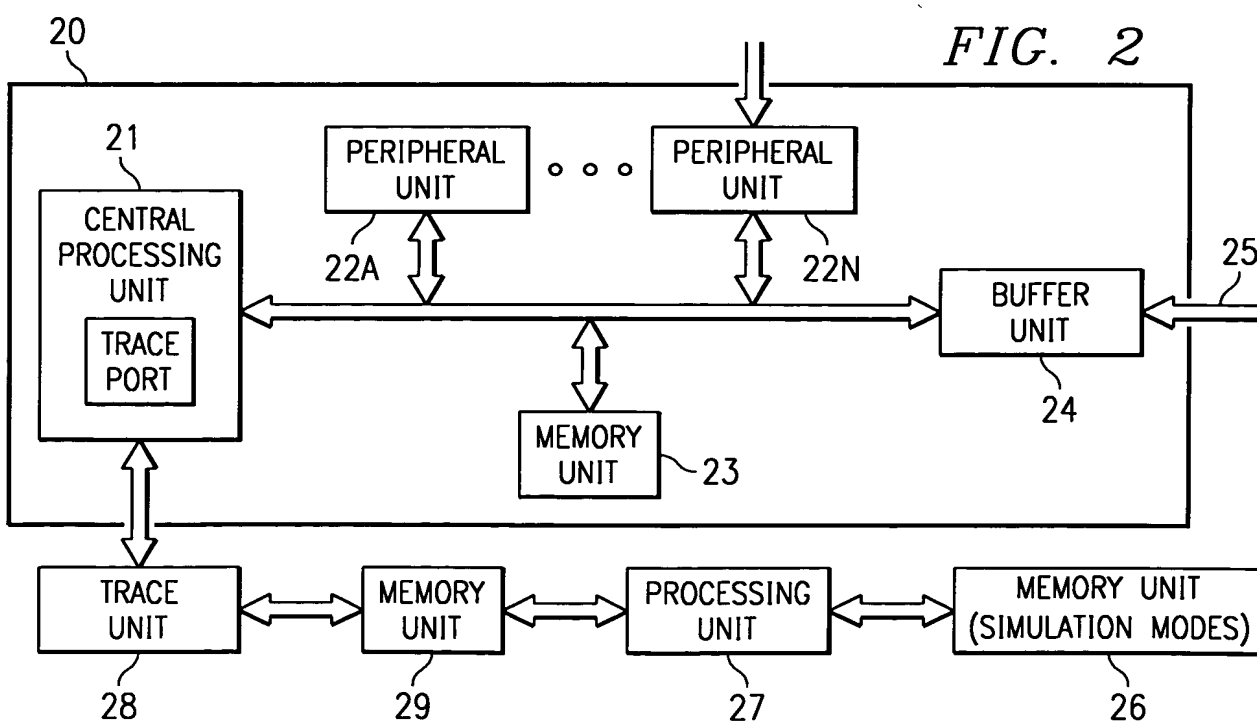 FIG. 2
20
21
CENTRAL
PROCESSING
UNIT
TRACE
PORT
PERIPHERAL
UNIT
22A
PERIPHERAL
UNIT
22N
BUFFER
UNIT
24
25
MEMORY
UNIT
23
TRACE
UNIT
28
MEMORY
UNIT
29
PROCESSING
UNIT
27
MEMORY UNIT
(SIMULATION MODES)
26